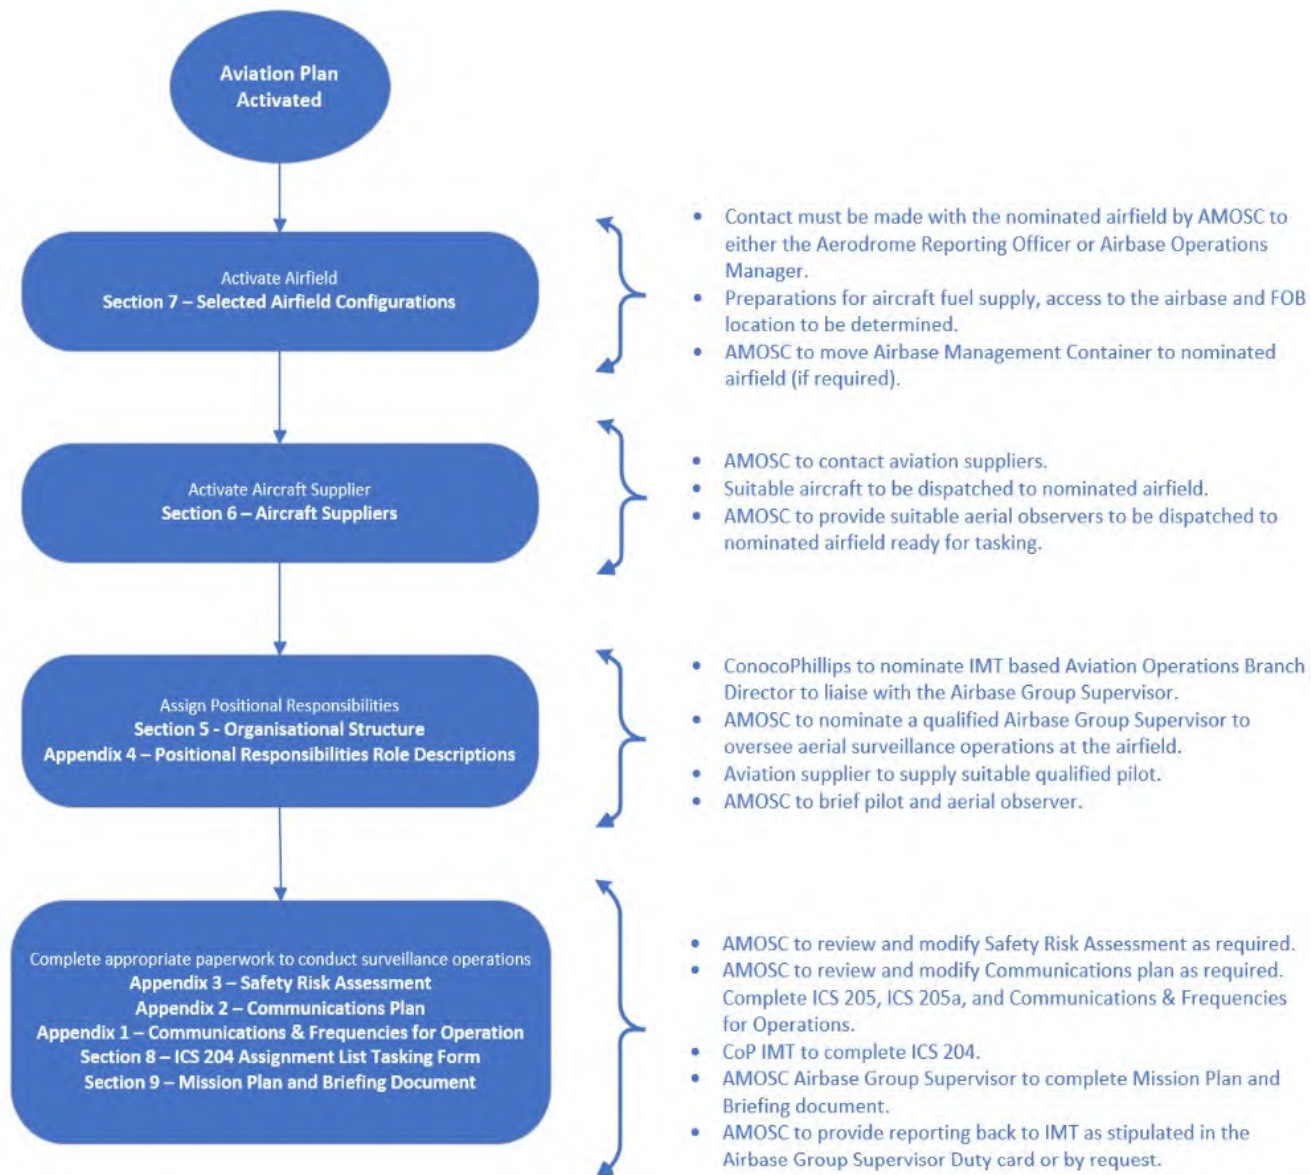 Aviation Plan
Activated
Activate Airfield
Section 7 – Selected Airfield Configurations
• Contact must be made with the nominated airfield by AMOSC to
either the Aerodrome Reporting Officer or Airbase Operations
Manager.
• Preparations for aircraft fuel supply, access to the airbase and FOB
location to be determined.
• AMOSC to move Airbase Management Container to nominated
airfield (if required).
Activate Aircraft Supplier
Section 6 – Aircraft Suppliers
• AMOSC to contact aviation suppliers.
• Suitable aircraft to be dispatched to nominated airfield.
• AMOSC to provide suitable aerial observers to be dispatched to
nominated airfield ready for tasking.
Assign Positional Responsibilities
Section 5 - Organisational Structure
Appendix 4 – Positional Responsibilities Role Descriptions
• ConocoPhillips to nominate IMT based Aviation Operations Branch
Director to liaise with the Airbase Group Supervisor.
• AMOSC to nominate a qualified Airbase Group Supervisor to
oversee aerial surveillance operations at the airfield.
• Aviation supplier to supply suitable qualified pilot.
• AMOSC to brief pilot and aerial observer.
Complete appropriate paperwork to conduct surveillance operations
Appendix 3 – Safety Risk Assessment
Appendix 2 – Communications Plan
Appendix 1 – Communications & Frequencies for Operation
Section 8 – ICS 204 Assignment List Tasking Form
Section 9 – Mission Plan and Briefing Document
• AMOSC to review and modify Safety Risk Assessment as required.
• AMOSC to review and modify Communications plan as required.
Complete ICS 205, ICS 205a, and Communications & Frequencies
for Operations.
• CoP IMT to complete ICS 204.
• AMOSC Airbase Group Supervisor to complete Mission Plan and
Briefing document.
• AMOSC to provide reporting back to IMT as stipulated in the
Airbase Group Supervisor Duty card or by request.